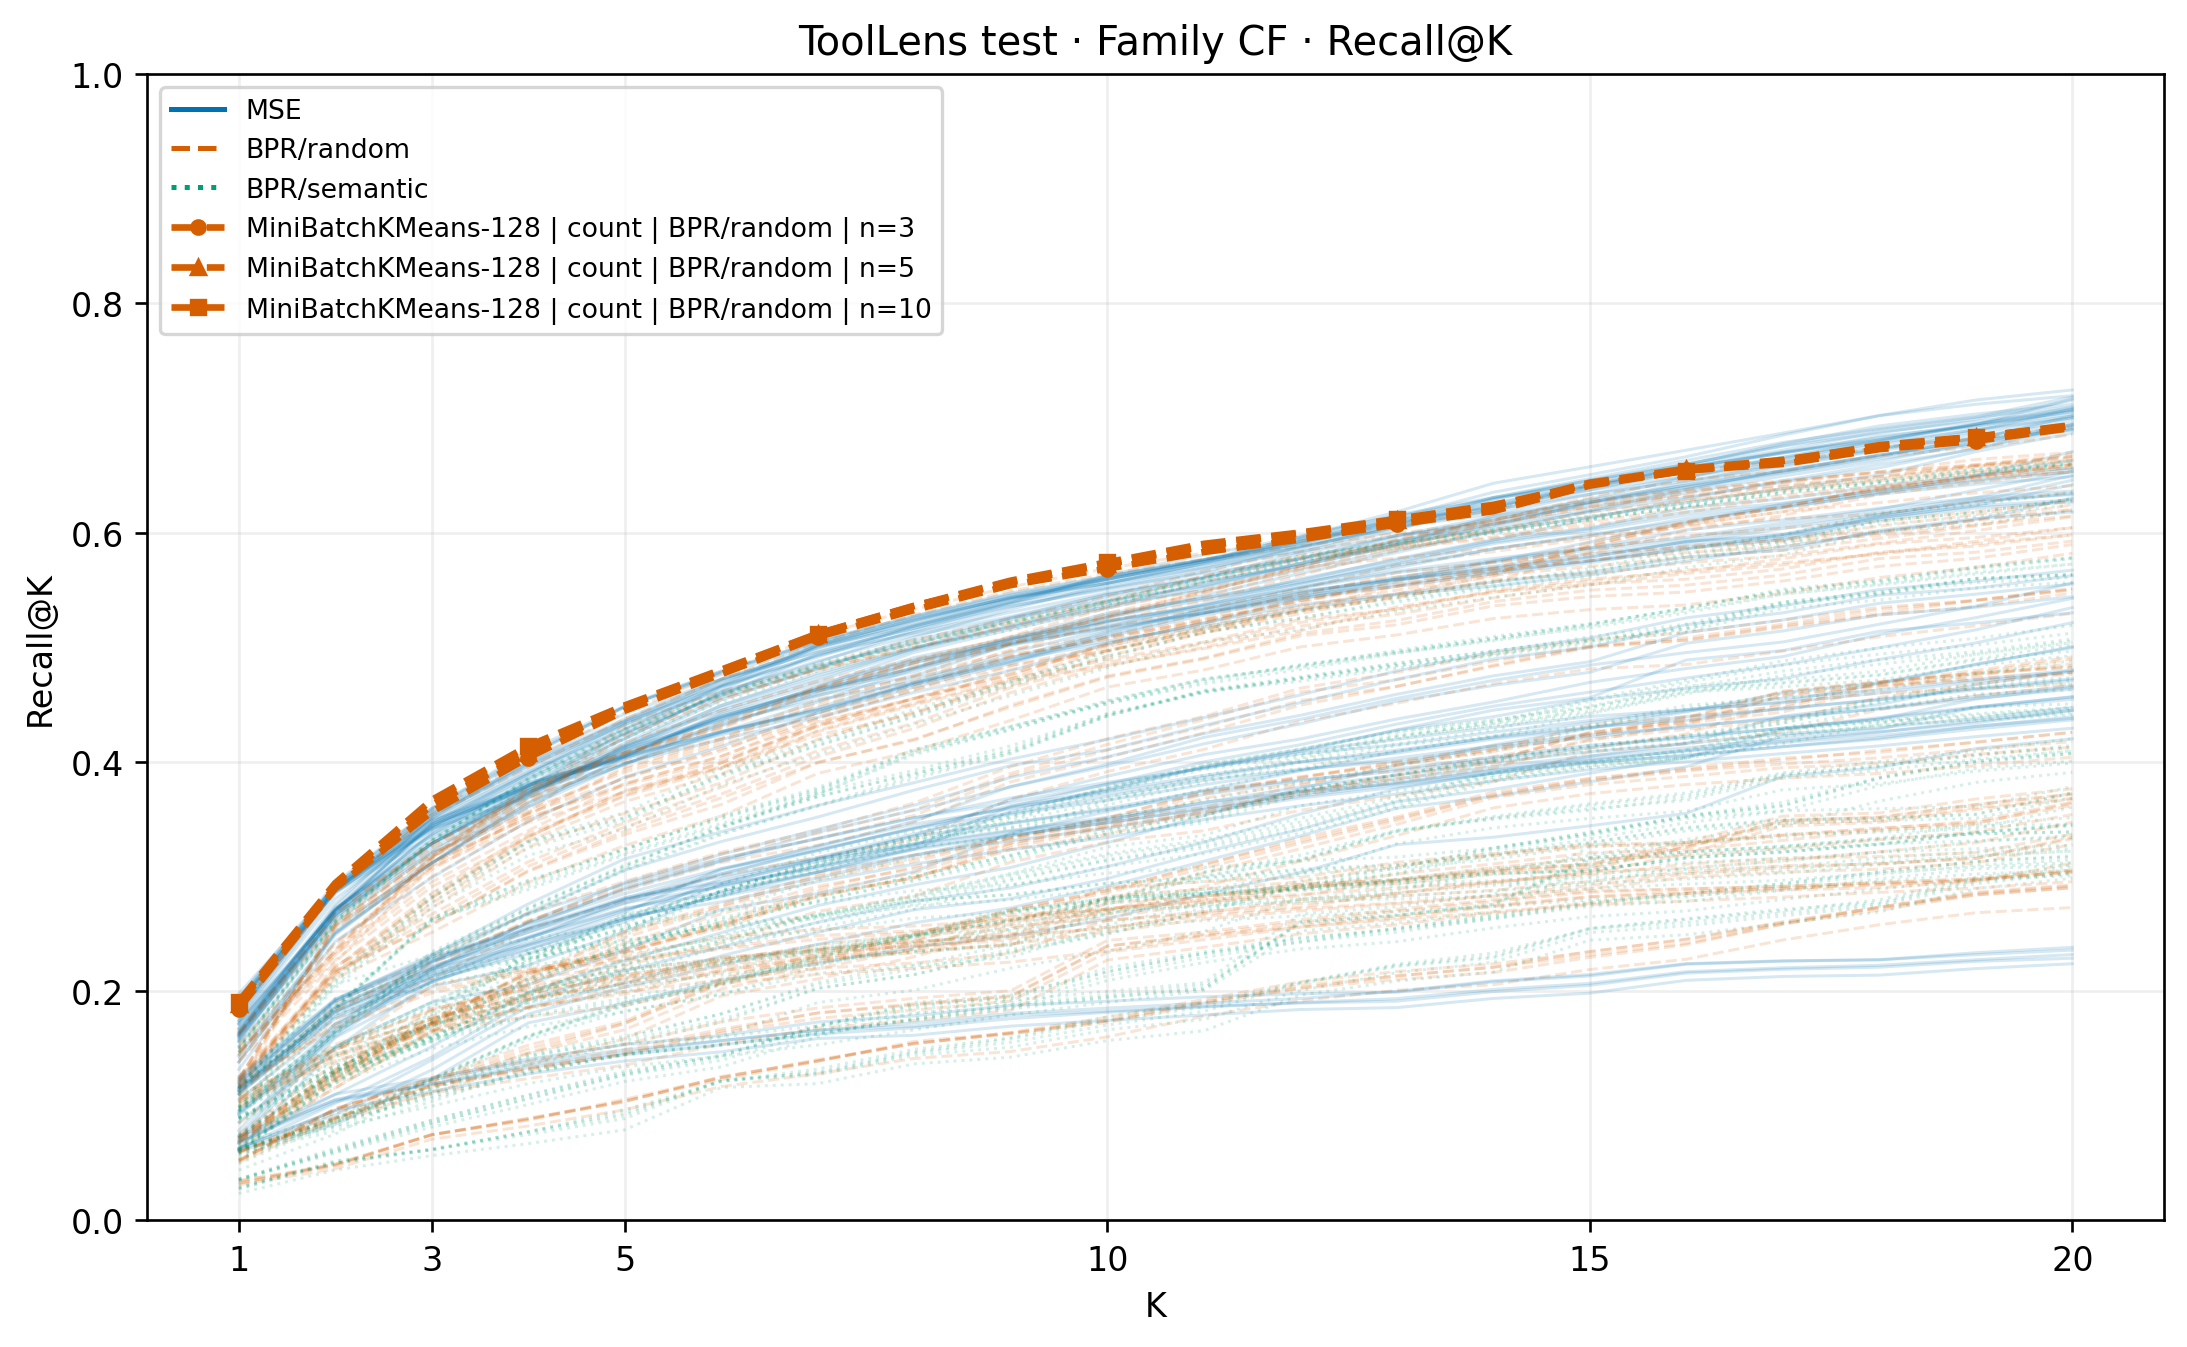 ToolLens test · Family CF · Recall@K
1.0
0.8
0.6
0.4
0.2
0.0
Recall@K
MSE
BPR/random
BPR/semantic
MiniBatchKMeans-128 | count | BPR/random | n=3
MiniBatchKMeans-128 | count | BPR/random | n=5
MiniBatchKMeans-128 | count | BPR/random | n=10
1 3 5 10 15 20
K